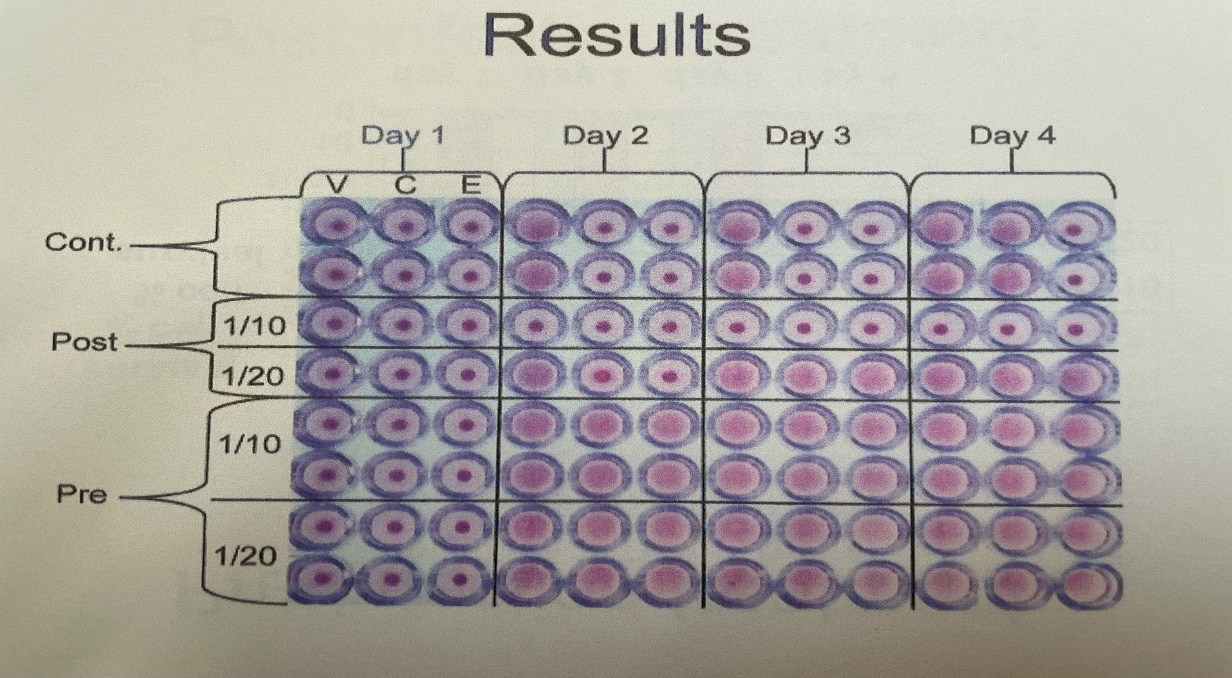 Results
Day 1 Day 2 Day 3 Day 4
V C E
Cont.
1/10
Post
1/20
1/10
Pre
1/20